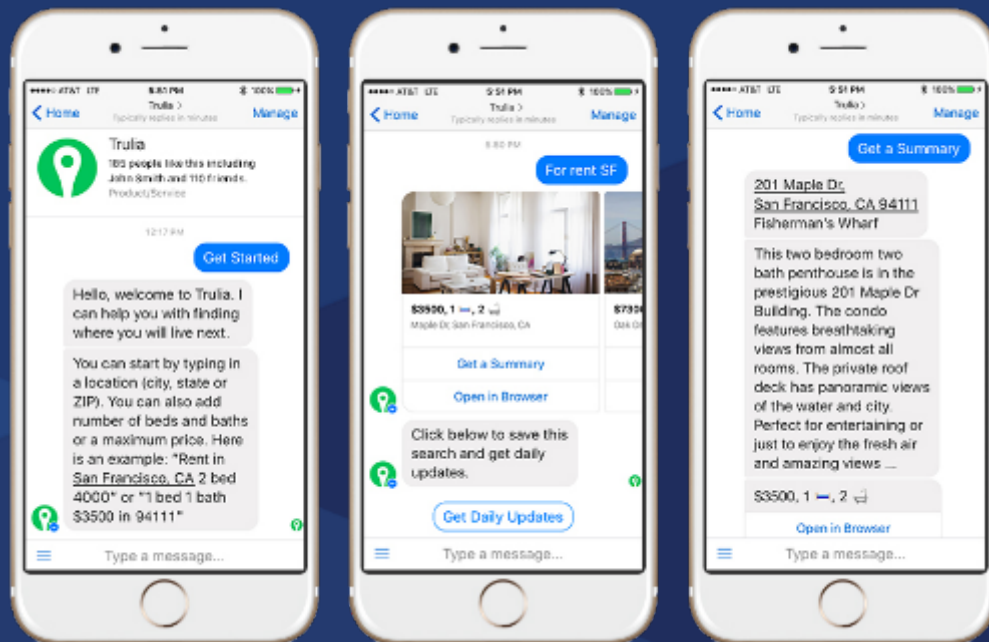 AT&T LTE
100%
Home
Trulia >
Typically replies in minutes
Manage
Trulia
185 people like this including
John Smith and 110 friends.
Product/Service
12:17 PM
Get Started
Hello, welcome to Trulia. I
can help you with finding
where you will live next.
You can start by typing in
a location (city, state or
ZIP). You can also add
number of beds and baths
or a maximum price. Here
is an example: "Rent in
San Francisco, CA 2 bed
4000" or "1 bed 1 bath
$3500 in 94111"
Type a message...
AT&T LTE
5:51 PM
100%
Home
Trulia >
Typically replies in minutes
Manage
For rent SF
$3500, 1 , 2
Maple Dr, San Francisco, CA
Get a Summary
Open in Browser
Click below to save this
search and get daily
updates.
Get Daily Updates
Type a message...
AT&T LTE
5:51 PM
100%
Home
Trulia >
Typically replies in minutes
Manage
Get a Summary
201 Maple Dr,
San Francisco, CA 94111
Fisherman's Wharf
This two bedroom two
bath penthouse is in the
prestigious 201 Maple Dr
Building. The condo
features breathtaking
views from almost all
rooms. The private roof
deck has panoramic views
of the water and city.
Perfect for entertaining or
just to enjoy the fresh air
and amazing views ...
$3500, 1 , 2
Open in Browser
Type a message...